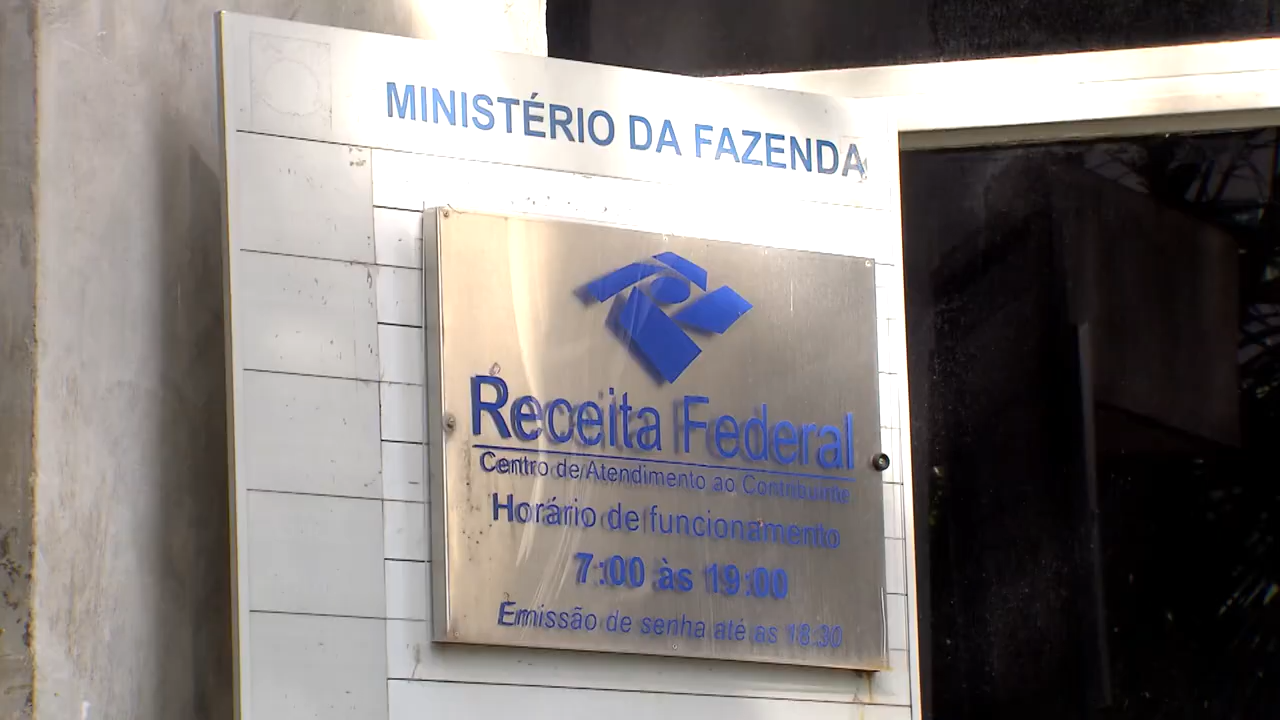 MINISTÉRIO DA FAZENDA
Receita Federal
Centro de Atendimento ao Contribuinte
Horário de funcionamento
7:00 às 19:00
Emissão de senha até as 18:30